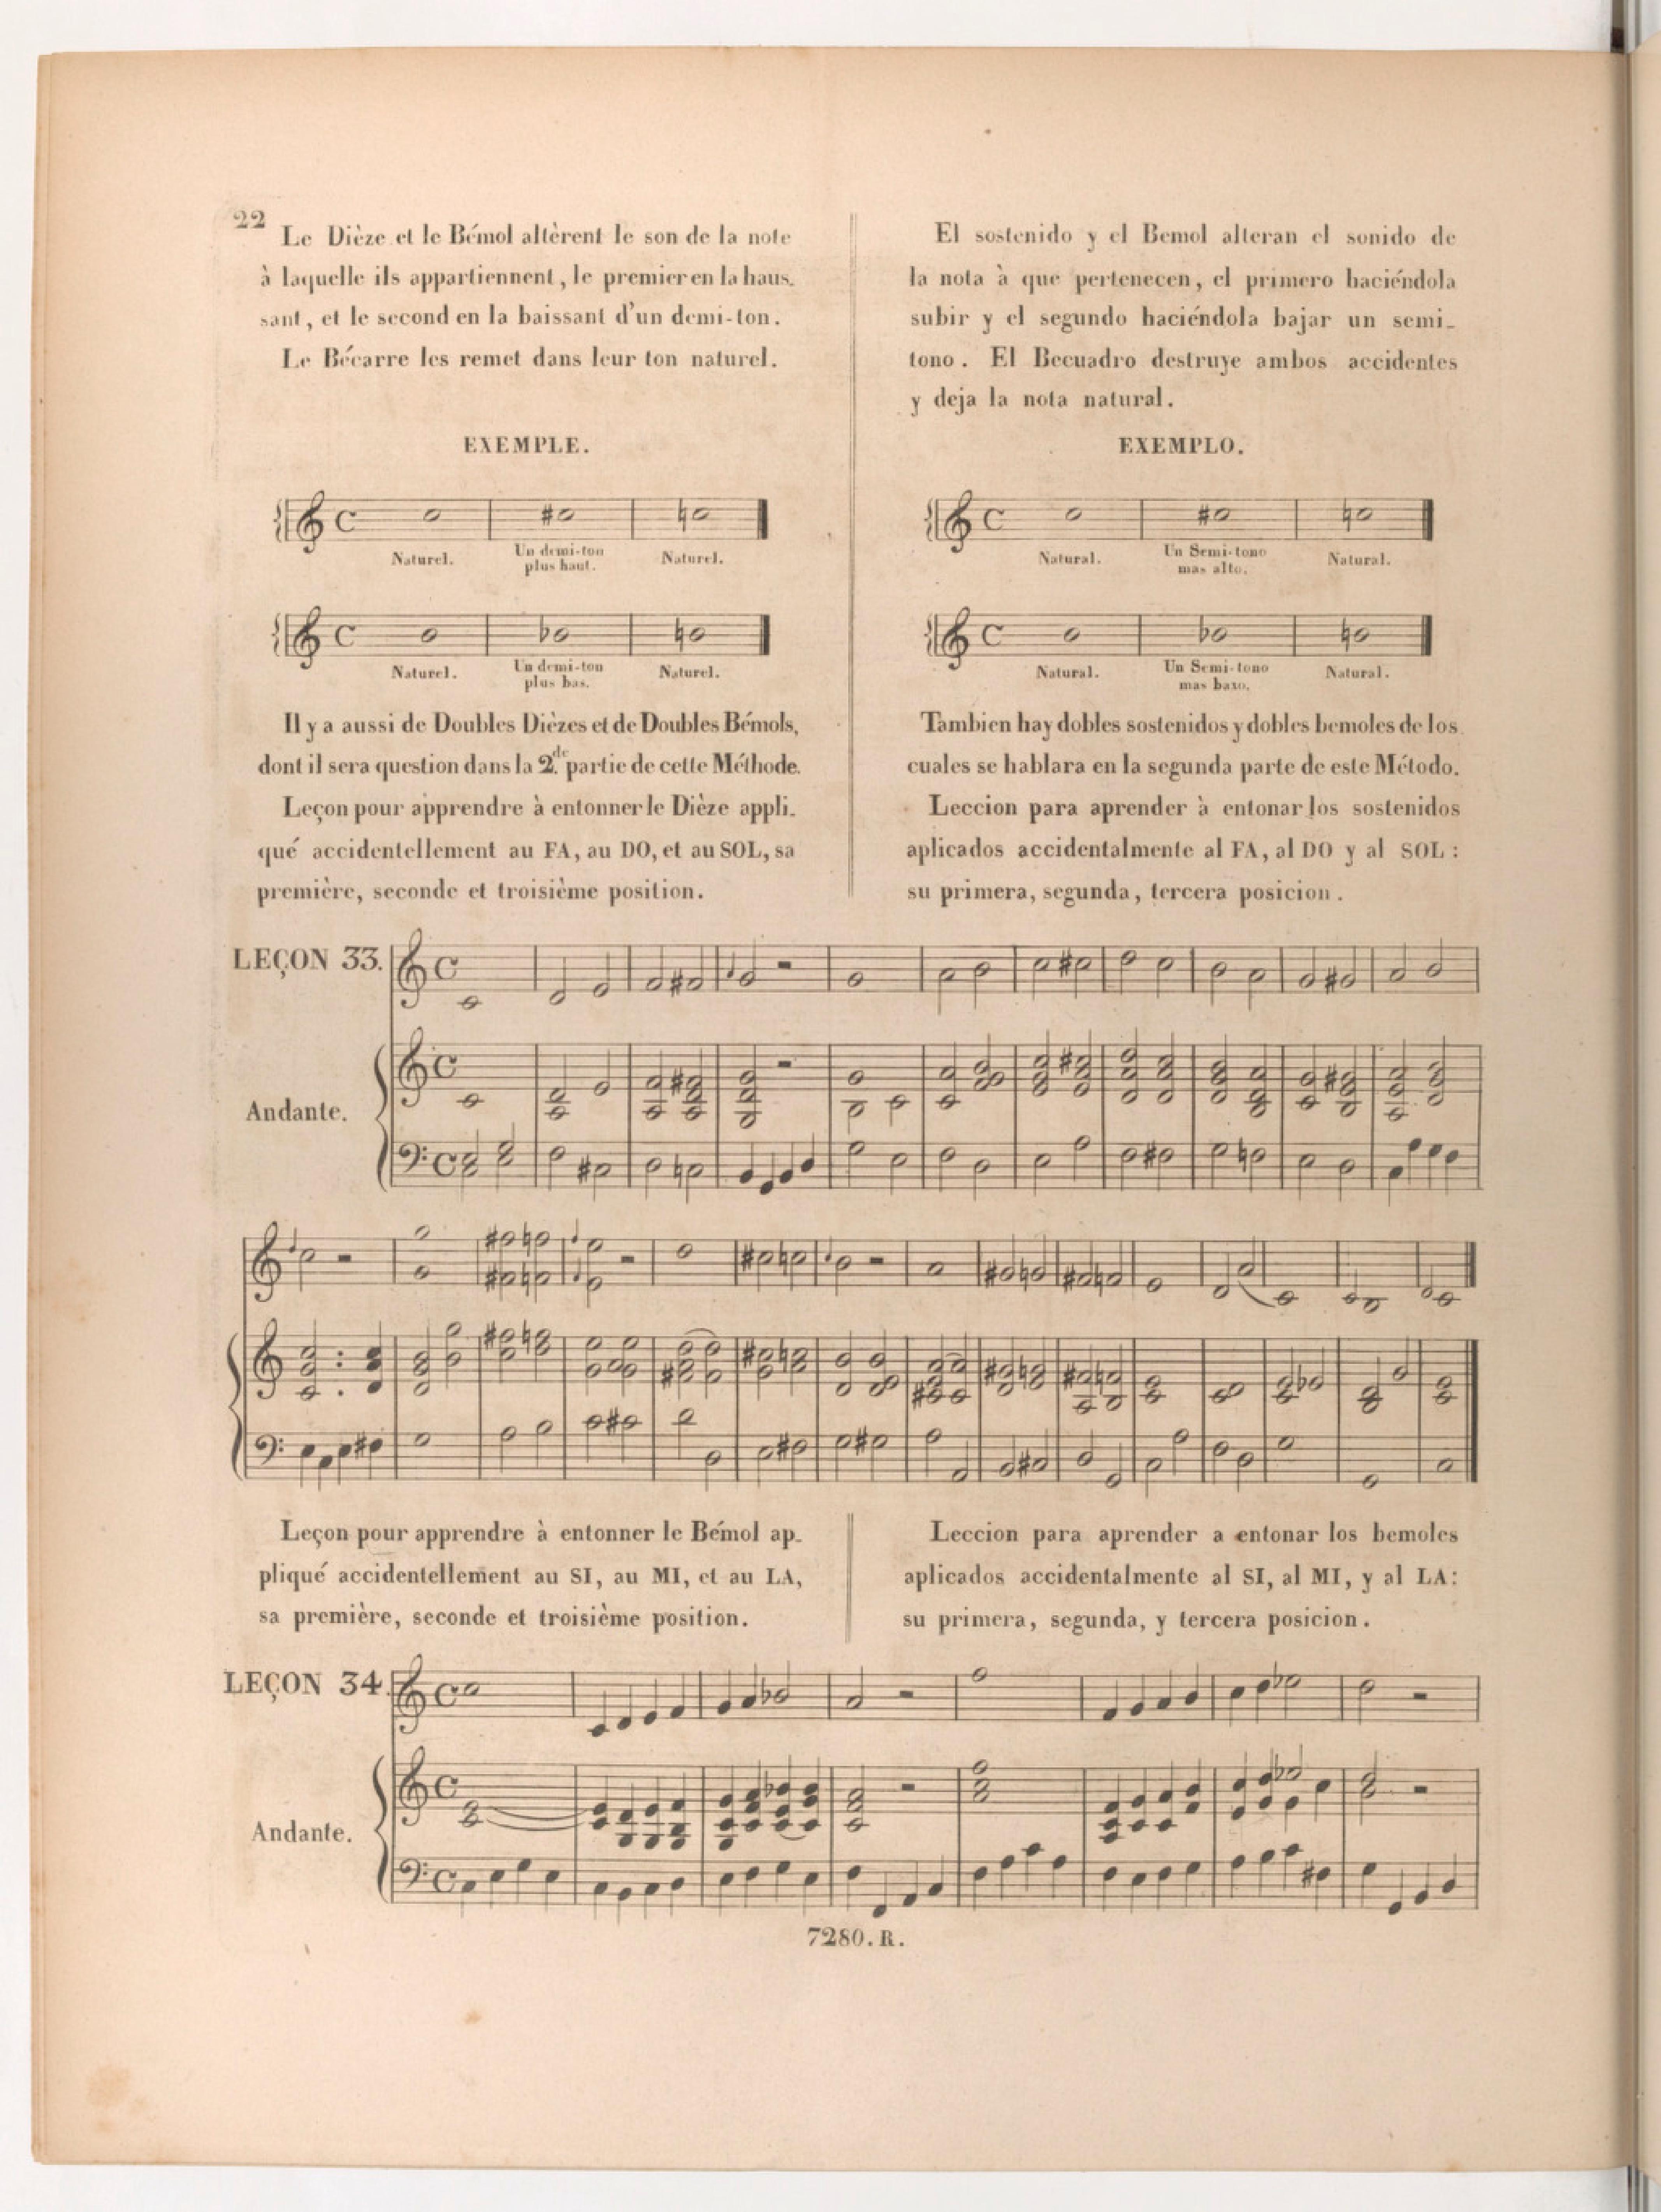 22
Le Dièze et le Bémol altèrent le son de la note
à laquelle ils appartiennent, le premier en la haus-
sant, et le second en la baissant d'un demi-ton.
Le Bécarre les remet dans leur ton naturel.
EXEMPLE.
Naturel. Un demi-ton plus haut. Naturel.
Naturel. Un demi-ton plus bas. Naturel.
Il y a aussi de Doubles Dièzes et de Doubles Bémols,
dont il sera question dans la 2.de partie de cette Méthode.
Leçon pour apprendre à entonner le Dièze appli-
qué accidentellement au FA, au DO, et au SOL, sa
première, seconde et troisième position.
El sostenido y el Bemol alteran el sonido de
la nota à que pertenecen, el primero haciéndola
subir y el segundo haciéndola bajar un semi-
tono. El Becuadro destruye ambos accidentes
y deja la nota natural.
EXEMPLO.
Natural. Un Semi-tono mas alto. Natural.
Natural. Un Semi-tono mas baxo. Natural.
Tambien hay dobles sostenidos y dobles bemoles de los
cuales se hablara en la segunda parte de este Método.
Leccion para aprender à entonar los sostenidos
aplicados accidentalmente al FA, al DO y al SOL:
su primera, segunda, tercera posicion.
LEÇON 33.
Andante.
Leçon pour apprendre à entonner le Bémol ap-
pliqué accidentellement au SI, au MI, et au LA,
sa première, seconde et troisième position.
Leccion para aprender a entonar los bemoles
aplicados accidentalmente al SI, al MI, y al LA:
su primera, segunda, y tercera posicion.
LEÇON 34.
Andante.
7280. R.